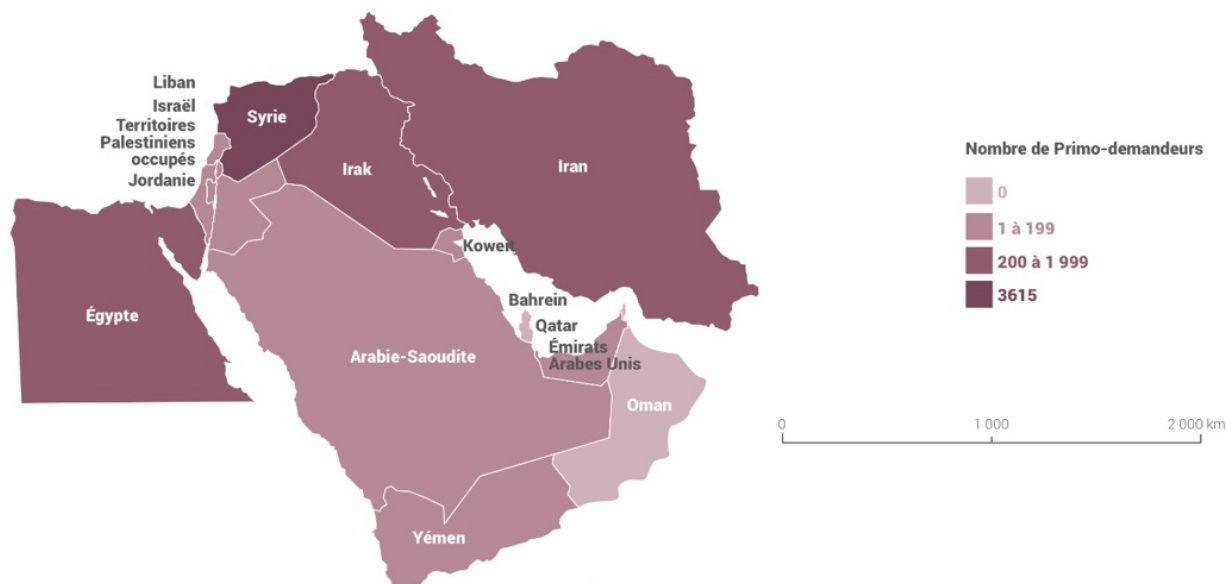 Liban
Israël
Territoires
Palestiniens
occupés
Jordanie
Syrie
Irak
Iran
Koweit
Égypte
Bahrein
Qatar
Émirats
Arabes Unis
Arabie-Saoudite
Oman
Yémen
Nombre de Primo-demandeurs
0
1 à 199
200 à 1 999
3615
0
1 000
2 000 km